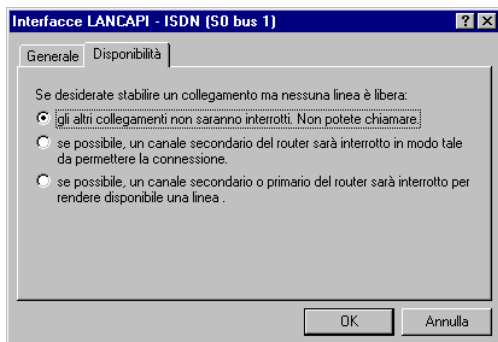 Interfacce LANCAPI - ISDN (S0 bus 1)
Generale
Disponibilità
Se desiderate stabilire un collegamento ma nessuna linea è libera:
gli altri collegamenti non saranno interrotti. Non potete chiamare.
se possibile, un canale secondario del router sarà interrotto in modo tale
da permettere la connessione.
se possibile, un canale secondario o primario del router sarà interrotto per
rendere disponibile una linea .
OK
Annulla